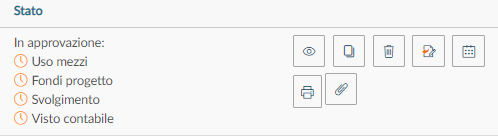 Stato
In approvazione:
Uso mezzi
Fondi progetto
Svolgimento
Visto contabile